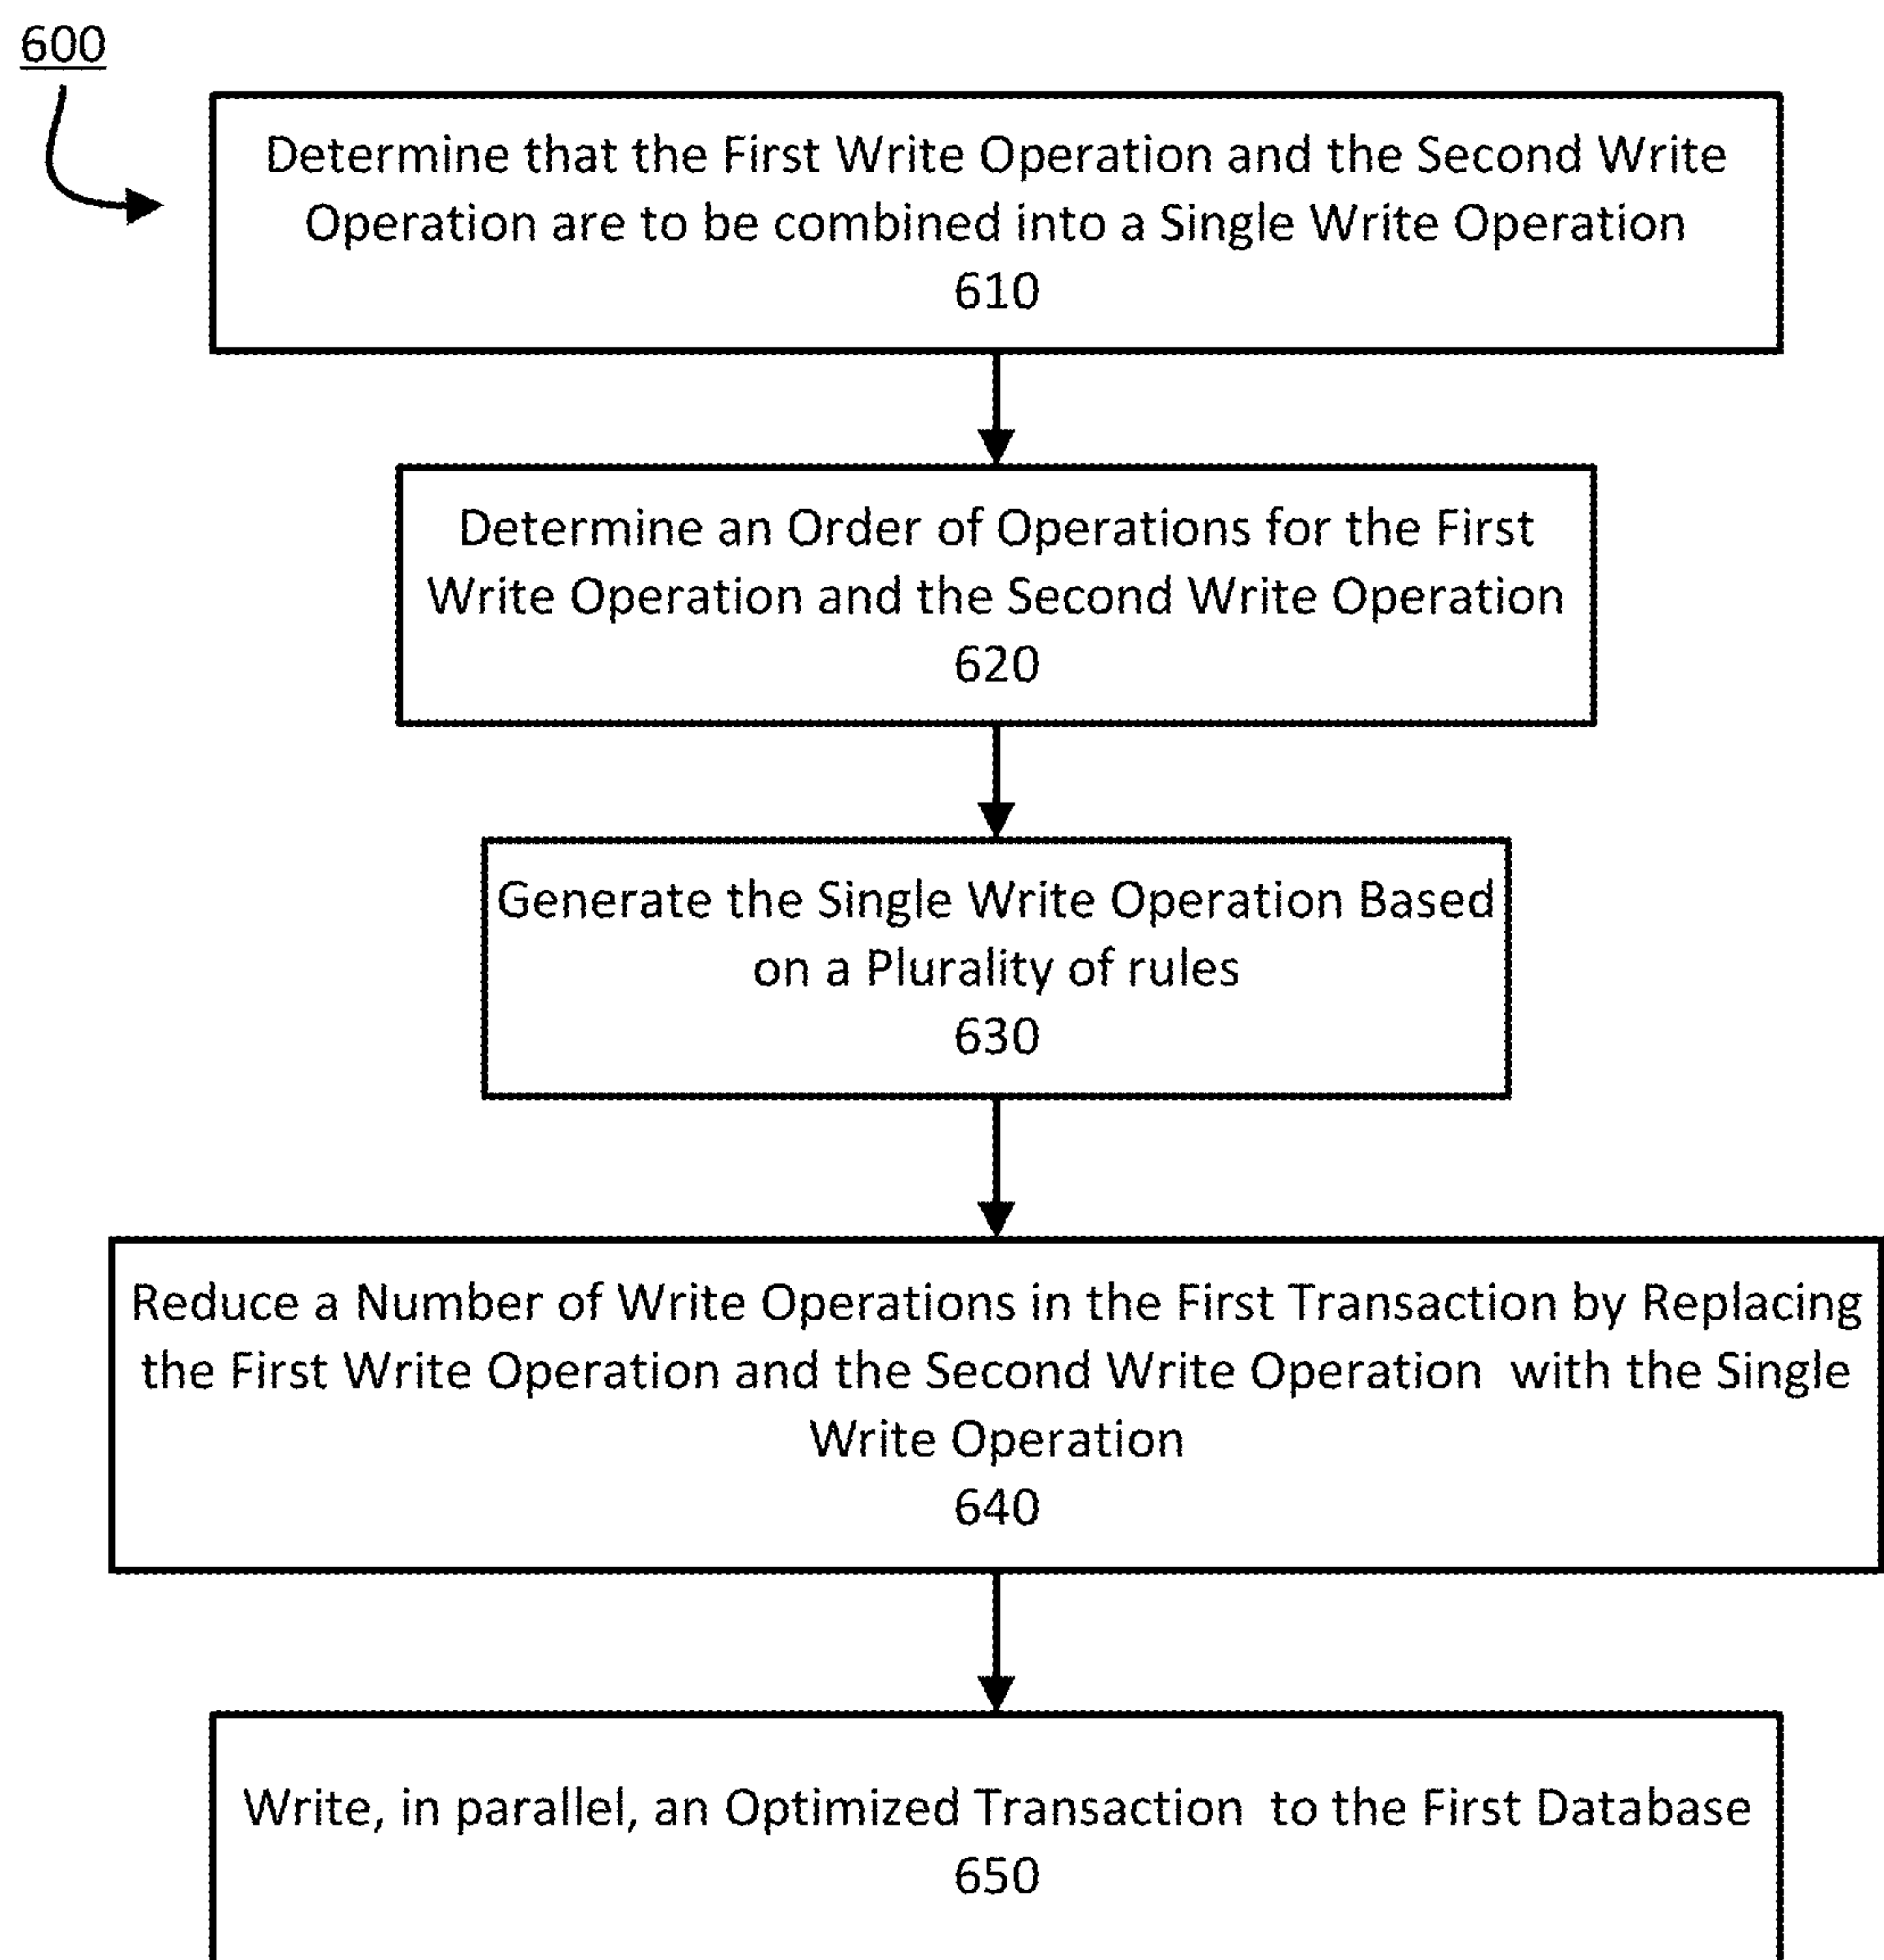 600
Determine that the First Write Operation and the Second Write
Operation are to be combined into a Single Write Operation
610
Determine an Order of Operations for the First
Write Operation and the Second Write Operation
620
Generate the Single Write Operation Based
on a Plurality of rules
630
Reduce a Number of Write Operations in the First Transaction by Replacing
the First Write Operation and the Second Write Operation with the Single
Write Operation
640
Write, in parallel, an Optimized Transaction to the First Database
650